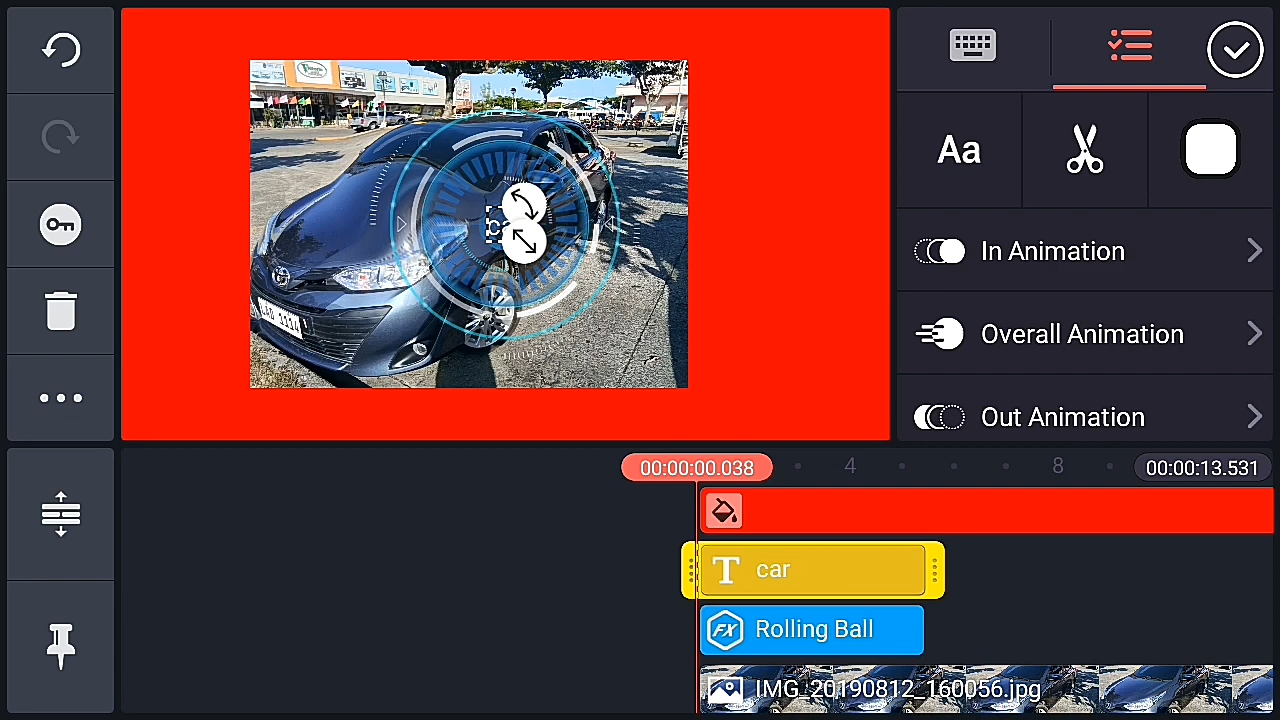 Aa
In Animation
Overall Animation
Out Animation
00:00:00.038
4
8
00:00:13.531
T car
FX Rolling Ball
IMG_20190812_160056.jpg